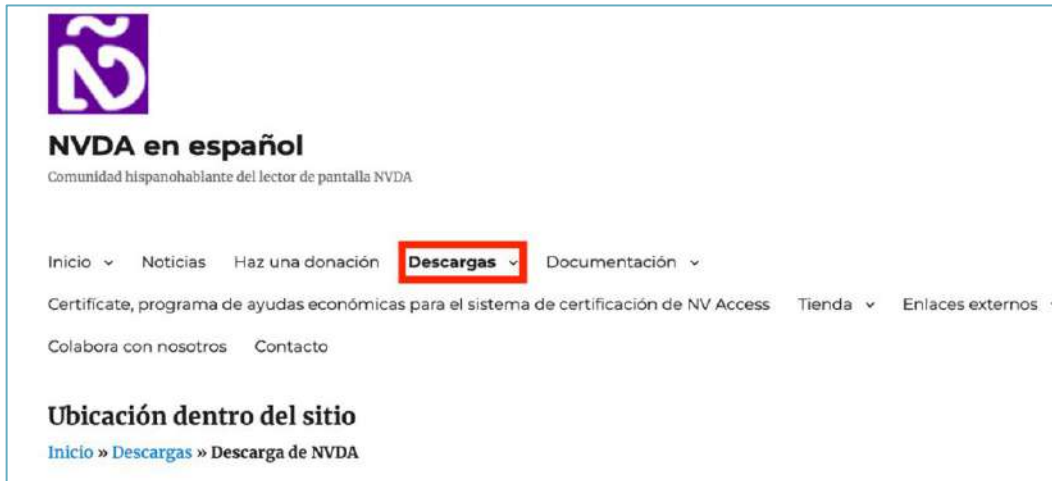 Ñ
NVDA en español
Comunidad hispanohablante del lector de pantalla NVDA
Inicio Noticias Haz una donación Descargas Documentación
Certifícate, programa de ayudas económicas para el sistema de certificación de NV Access Tienda Enlaces externos
Colabora con nosotros Contacto
Ubicación dentro del sitio
Inicio » Descargas » Descarga de NVDA